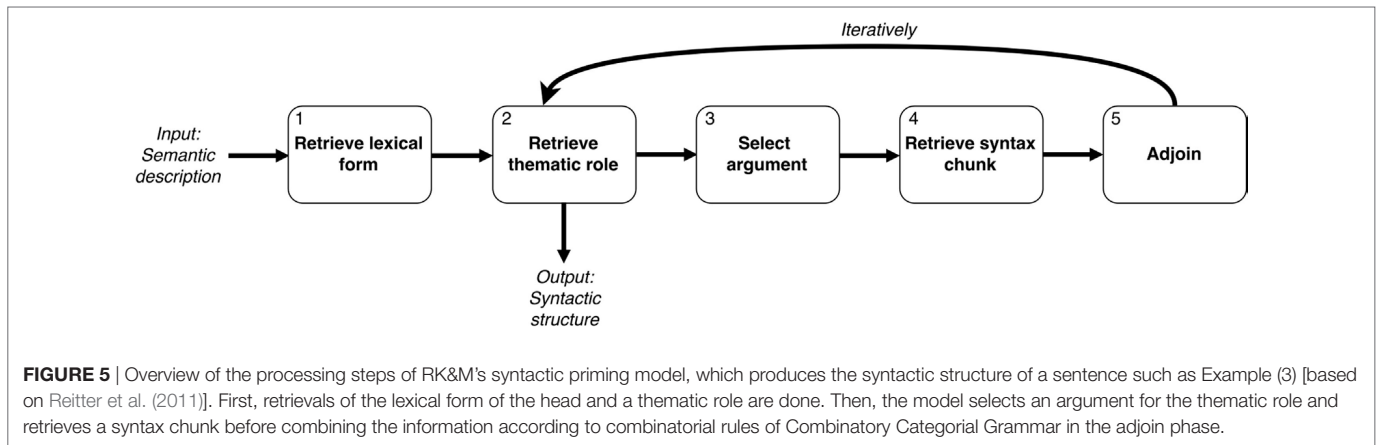 Iteratively
Input:
Semantic
description
1
Retrieve lexical
form
2
Retrieve
thematic role
3
Select
argument
4
Retrieve syntax
chunk
5
Adjoin
Output:
Syntactic
structure
FIGURE 5 | Overview of the processing steps of RK&M's syntactic priming model, which produces the syntactic structure of a sentence such as Example (3) [based
on Reitter et al. (2011)]. First, retrievals of the lexical form of the head and a thematic role are done. Then, the model selects an argument for the thematic role and
retrieves a syntax chunk before combining the information according to combinatorial rules of Combinatory Categorial Grammar in the adjoin phase.